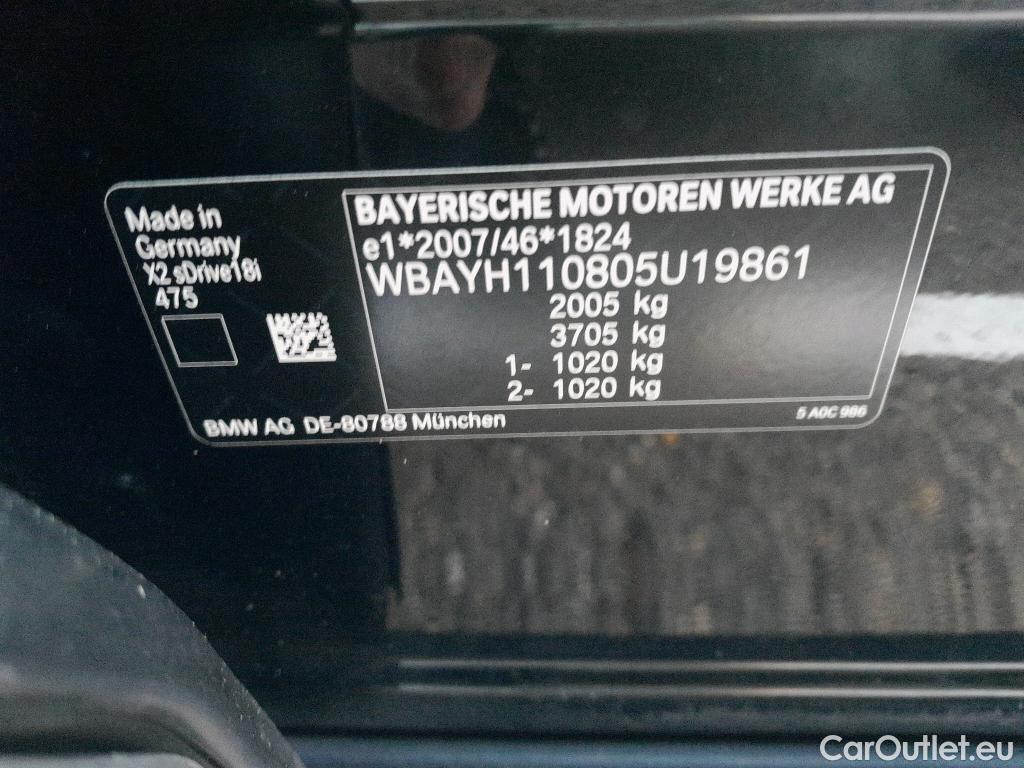 Made in
Germany
X2 sDrive18i
475
BAYERISCHE MOTOREN WERKE AG
e1*2007/46*1824
WBAYH110805U19861
2005 kg
3705 kg
1- 1020 kg
2- 1020 kg
BMW AG DE-80788 München
5 A0C 986
CarOutlet.eu